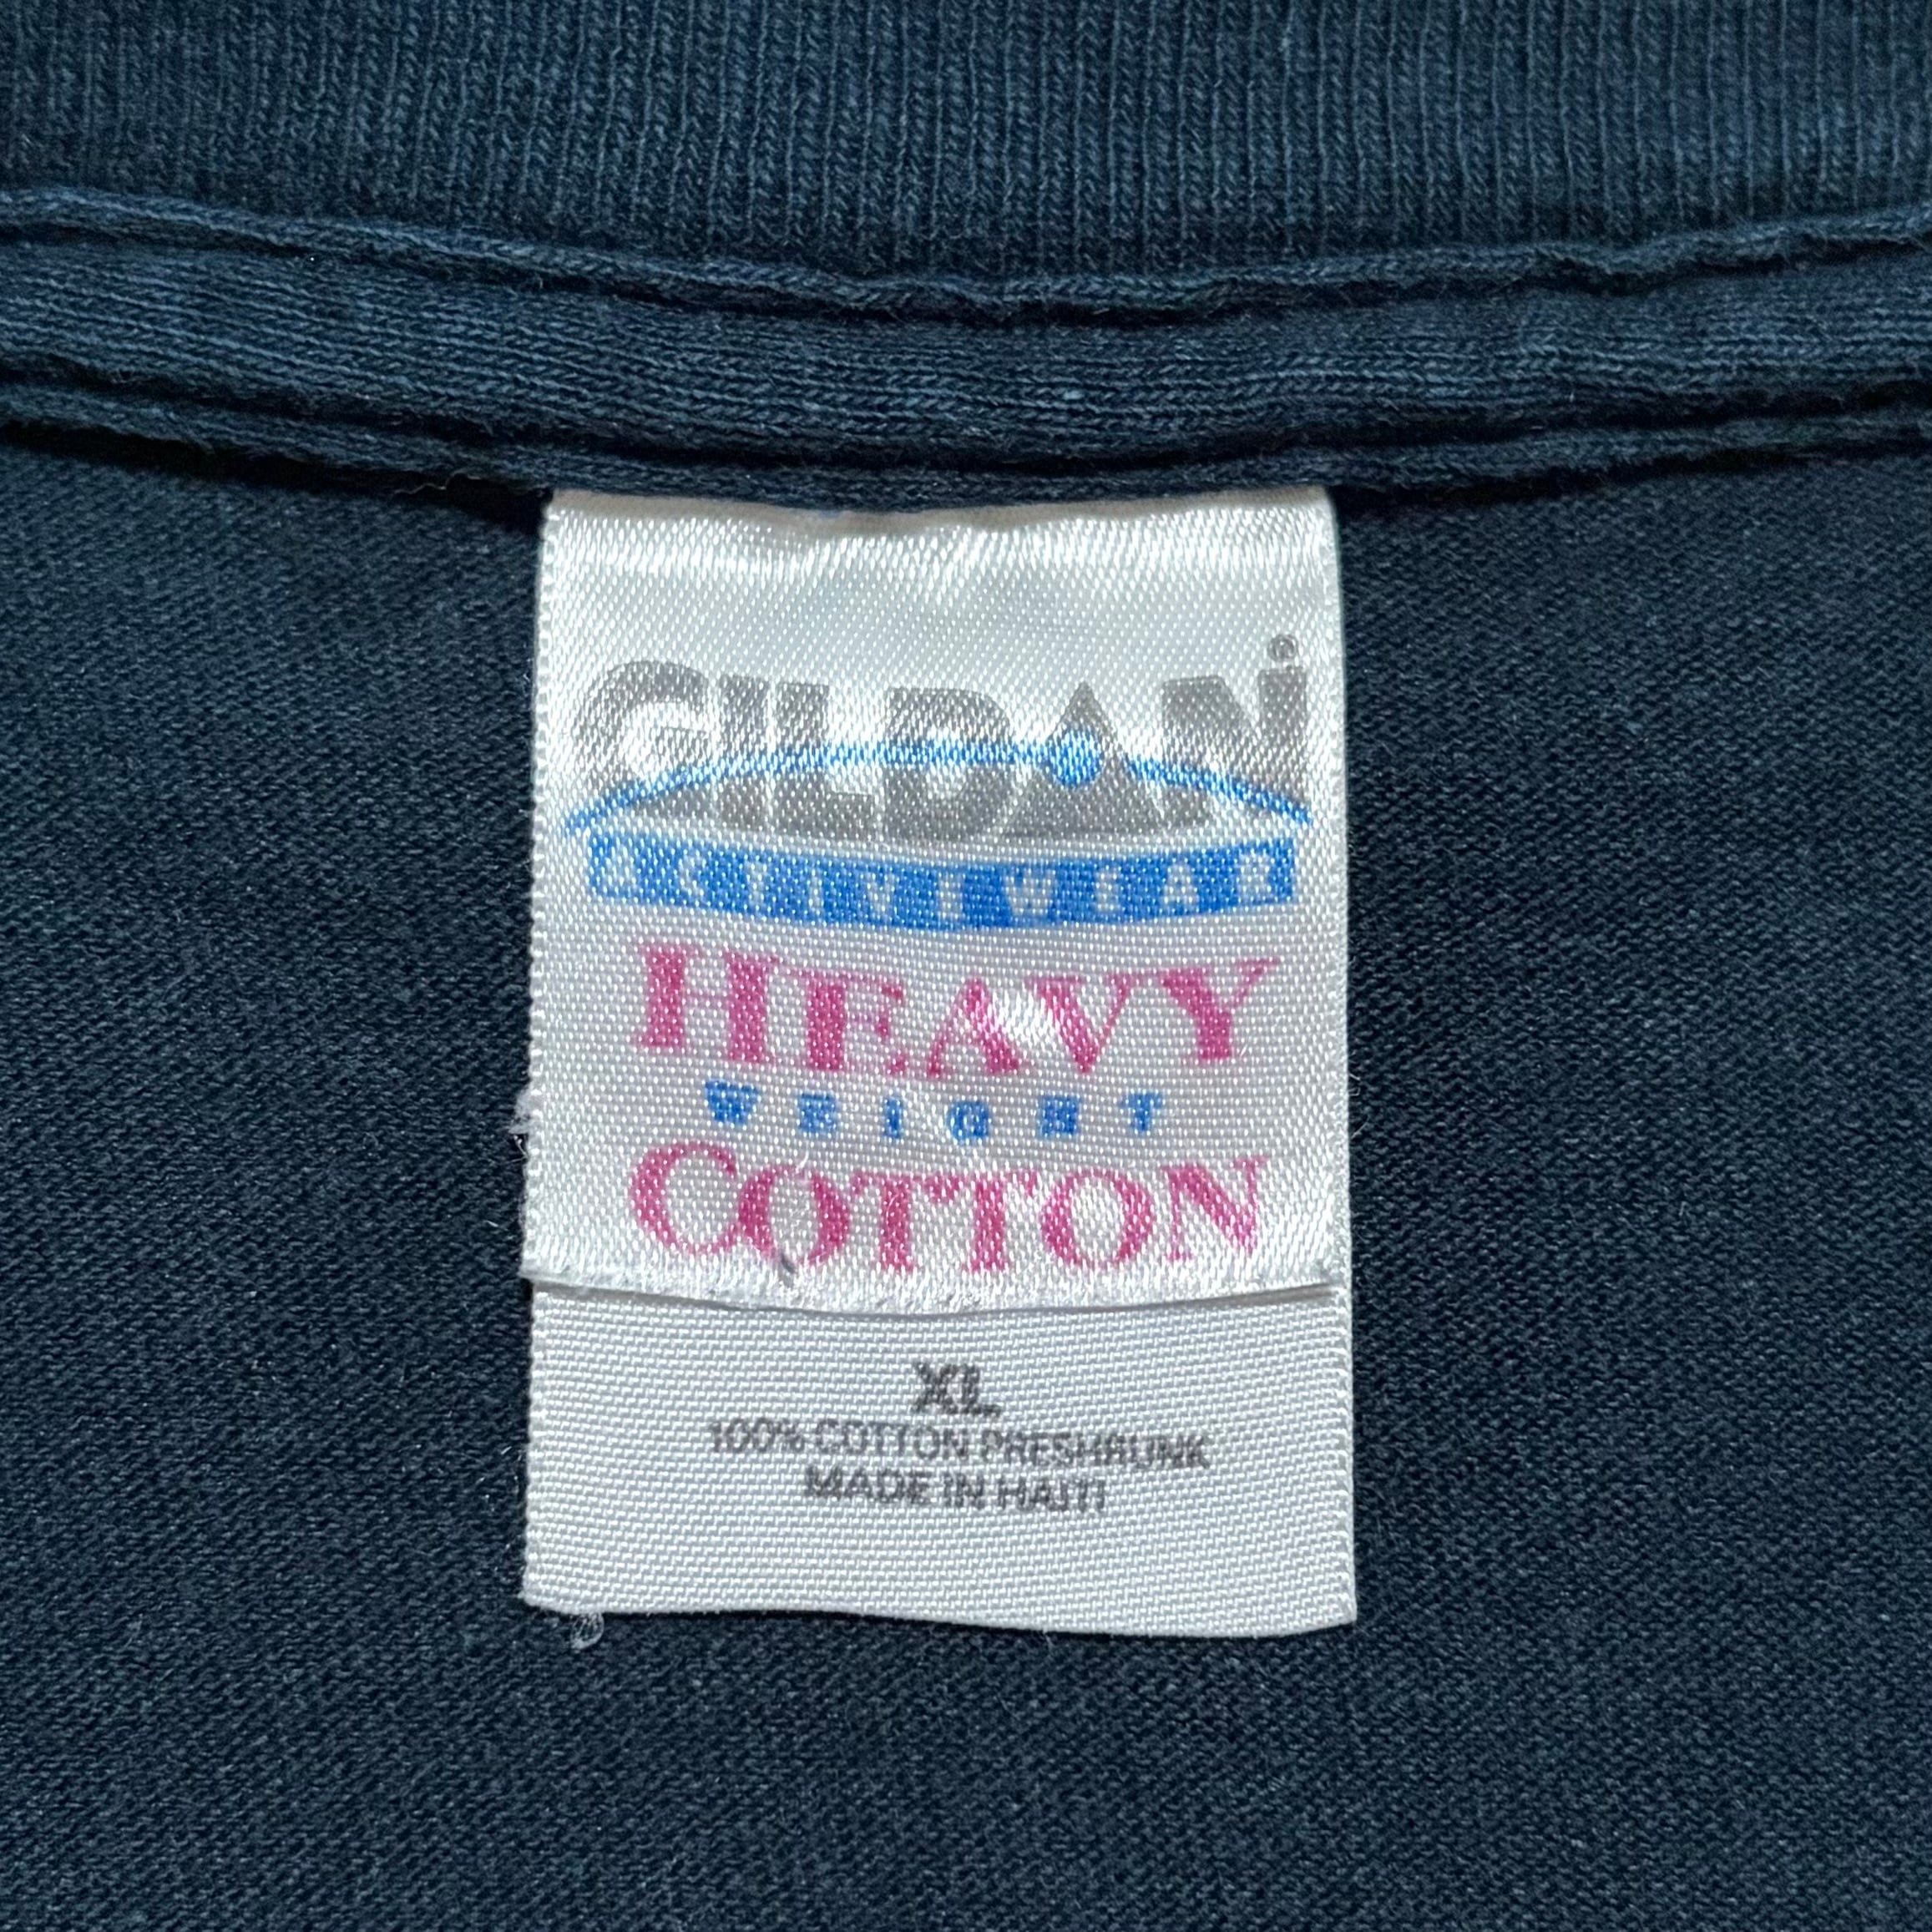 GILDAN®
ACTIVEWEAR
HEAVY
WEIGHT
COTTON
XL
100% COTTON PRESHRUNK
MADE IN HAITI